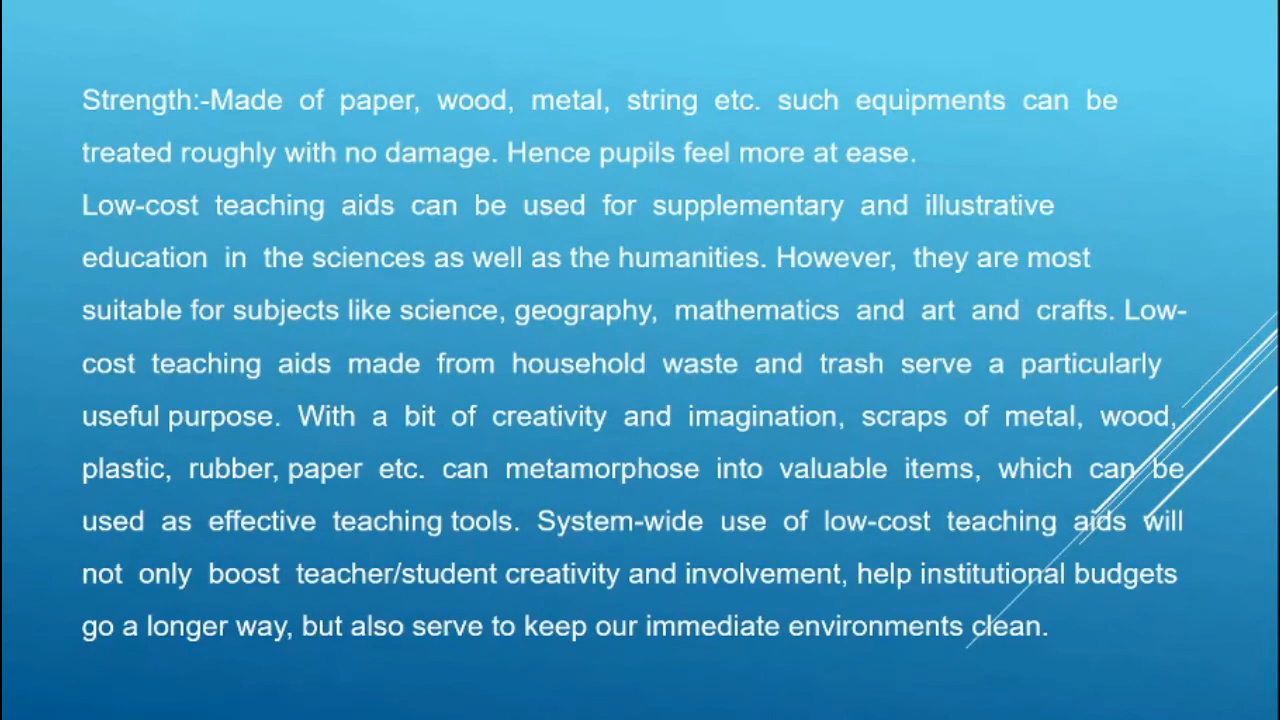 Strength:-Made of paper, wood, metal, string etc. such equipments can be
treated roughly with no damage. Hence pupils feel more at ease.
Low-cost teaching aids can be used for supplementary and illustrative
education in the sciences as well as the humanities. However, they are most
suitable for subjects like science, geography, mathematics and art and crafts. Low-
cost teaching aids made from household waste and trash serve a particularly
useful purpose. With a bit of creativity and imagination, scraps of metal, wood,
plastic, rubber, paper etc. can metamorphose into valuable items, which can be
used as effective teaching tools. System-wide use of low-cost teaching aids will
not only boost teacher/student creativity and involvement, help institutional budgets
go a longer way, but also serve to keep our immediate environments clean.